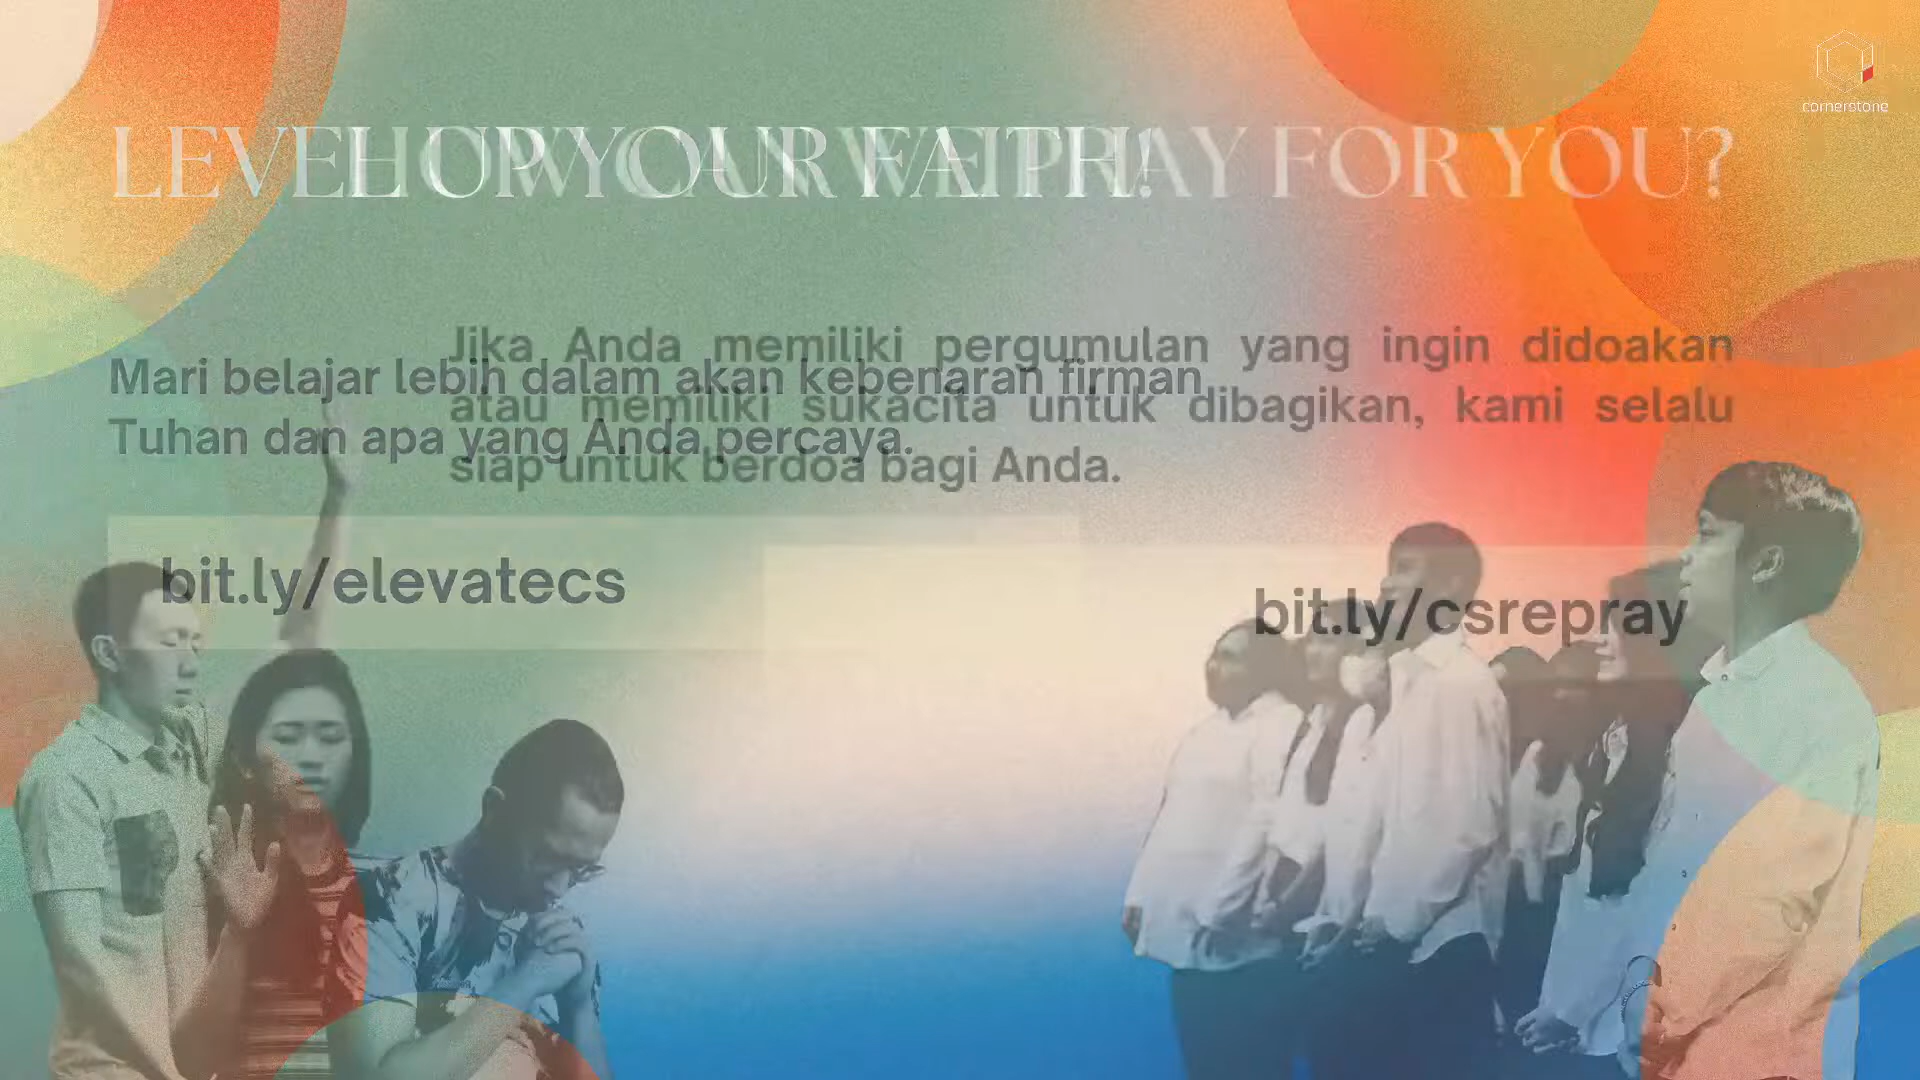 cornerstone
LEVEL UP YOUR FAITH!
HOW CAN WE PRAY FOR YOU?
Mari belajar lebih dalam akan kebenaran firman
Tuhan dan apa yang Anda percaya.
bit.ly/elevatecs
Jika Anda memiliki pergumulan yang ingin didoakan
atau memiliki sukacita untuk dibagikan, kami selalu
siap untuk berdoa bagi Anda.
bit.ly/csrepray